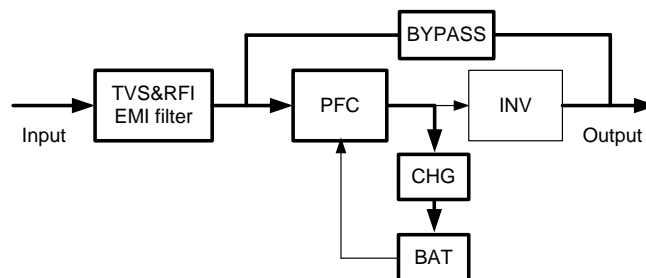 BYPASS
TVS&RFI
EMI filter
PFC
INV
Input
Output
CHG
BAT